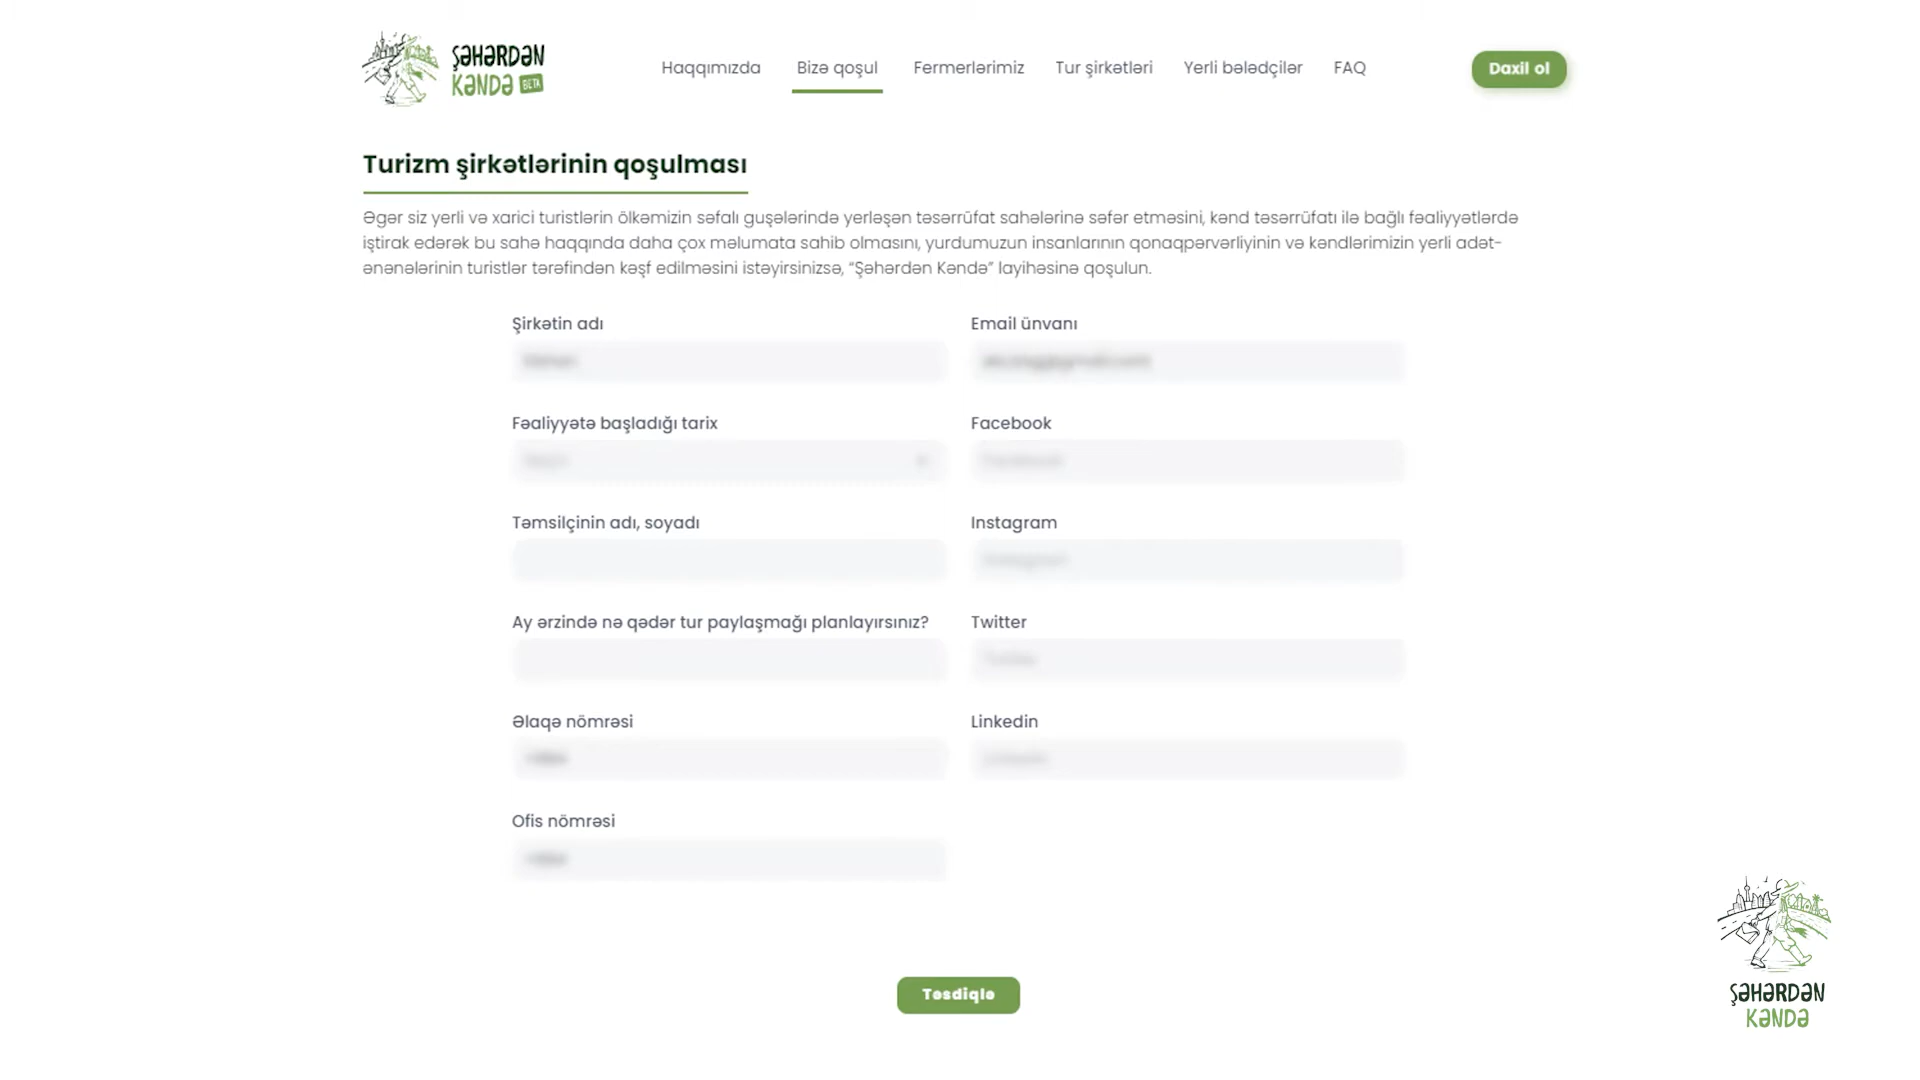 ŞƏHƏRDƏN
KƏNDƏ BETA
Haqqımızda
Bizə qoşul
Fermerlərimiz
Tur şirkətləri
Yerli bələdçilər
FAQ
Daxil ol
Turizm şirkətlərinin qoşulması
Əgər siz yerli və xarici turistlərin ölkəmizin səfalı guşələrində yerləşən təsərrüfat sahələrinə səfər etməsini, kənd təsərrüfatı ilə bağlı fəaliyyətlərdə
iştirak edərək bu sahə haqqında daha çox məlumata sahib olmasını, yurdumuzun insanlarının qonaqpərvərliyinin və kəndlərimizin yerli adət-
ənənələrinin turistlər tərəfindən kəşf edilməsini istəyirsinizsə, “Şəhərdən Kəndə” layihəsinə qoşulun.
Şirkətin adı
Email ünvanı
Fəaliyyətə başladığı tarix
Facebook
Təmsilçinin adı, soyadı
Instagram
Ay ərzində nə qədər tur paylaşmağı planlayırsınız?
Twitter
Əlaqə nömrəsi
Linkedin
Ofis nömrəsi
Təsdiqlə
ŞƏHƏRDƏN
KƏNDƏ